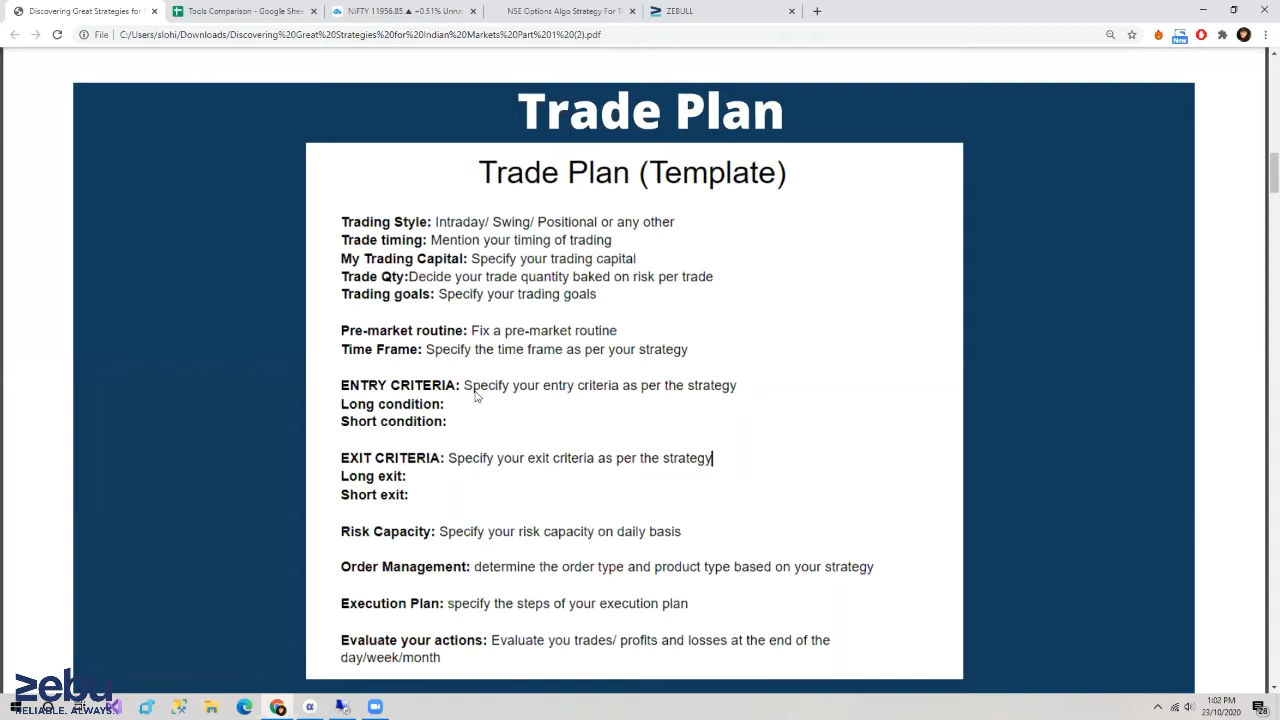 Discovering Great Strategies for
Tools Comparison - Google Shee
NIFTY 11956.85 ▲ +0.51% Unna
NSE Options Algo Strategy For Tr
ZEBULL
File
C:/Users/slohi/Downloads/Discovering%20Great%20Strategies%20for%20Indian%20Markets%20Part%201%20(2).pdf
New
Trade Plan
Trade Plan (Template)
Trading Style: Intraday/ Swing/ Positional or any other
Trade timing: Mention your timing of trading
My Trading Capital: Specify your trading capital
Trade Qty:Decide your trade quantity baked on risk per trade
Trading goals: Specify your trading goals
Pre-market routine: Fix a pre-market routine
Time Frame: Specify the time frame as per your strategy
ENTRY CRITERIA: Specify your entry criteria as per the strategy
Long condition:
Short condition:
EXIT CRITERIA: Specify your exit criteria as per the strategy
Long exit:
Short exit:
Risk Capacity: Specify your risk capacity on daily basis
Order Management: determine the order type and product type based on your strategy
Execution Plan: specify the steps of your execution plan
Evaluate your actions: Evaluate you trades/ profits and losses at the end of the
day/week/month
zebu
RELIABLE. ALWAYS.
1:02 PM
23/10/2020
28